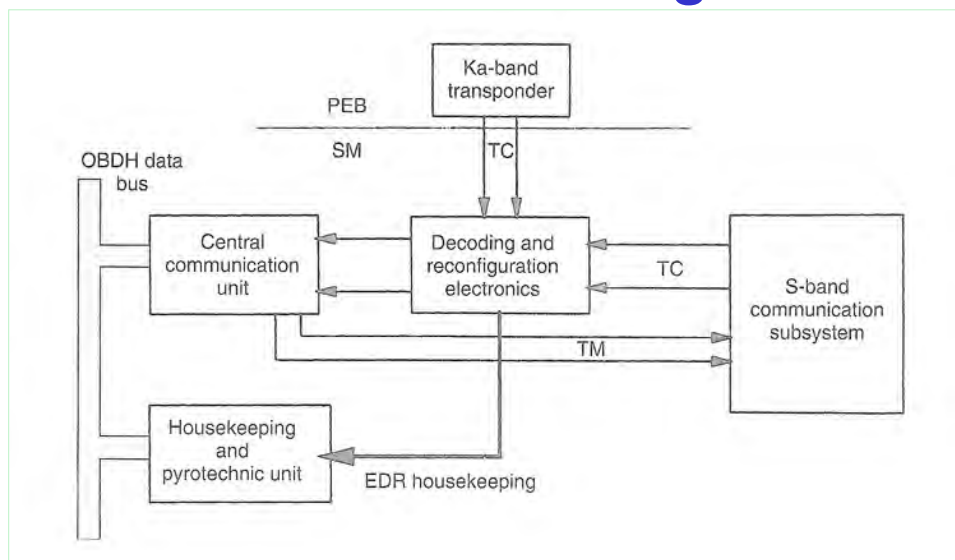 Ka-band
transponder
PEB
SM
TC
OBDH data
bus
Central
communication
unit
Decoding and
reconfiguration
electronics
TC
S-band
communication
subsystem
TM
Housekeeping
and
pyrotechnic unit
EDR housekeeping